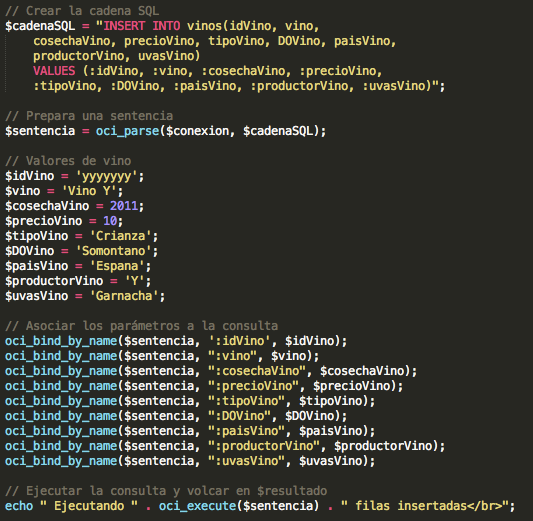 // Crear la cadena SQL
$cadenaSQL = "INSERT INTO vinos(idVino, vino,
cosechaVino, precioVino, tipoVino, DOVino, paisVino,
productorVino, uvasVino)
VALUES (:idVino, :vino, :cosechaVino, :precioVino,
:tipoVino, :DOVino, :paisVino, :productorVino, :uvasVino)";
// Prepara una sentencia
$sentencia = oci_parse($conexion, $cadenaSQL);
// Valores de vino
$idVino = 'yyyyyyy';
$vino = 'Vino Y';
$cosechaVino = 2011;
$precioVino = 10;
$tipoVino = 'Crianza';
$DOVino = 'Somontano';
$paisVino = 'Espana';
$productorVino = 'Y';
$uvasVino = 'Garnacha';
// Asociar los parámetros a la consulta
oci_bind_by_name($sentencia, ':idVino', $idVino);
oci_bind_by_name($sentencia, ":vino", $vino);
oci_bind_by_name($sentencia, ":cosechaVino", $cosechaVino);
oci_bind_by_name($sentencia, ":precioVino", $precioVino);
oci_bind_by_name($sentencia, ":tipoVino", $tipoVino);
oci_bind_by_name($sentencia, ":DOVino", $DOVino);
oci_bind_by_name($sentencia, ":paisVino", $paisVino);
oci_bind_by_name($sentencia, ":productorVino", $productorVino);
oci_bind_by_name($sentencia, ":uvasVino", $uvasVino);
// Ejecutar la consulta y volcar en $resultado
echo " Ejecutando " . oci_execute($sentencia) . " filas insertadas</br>";